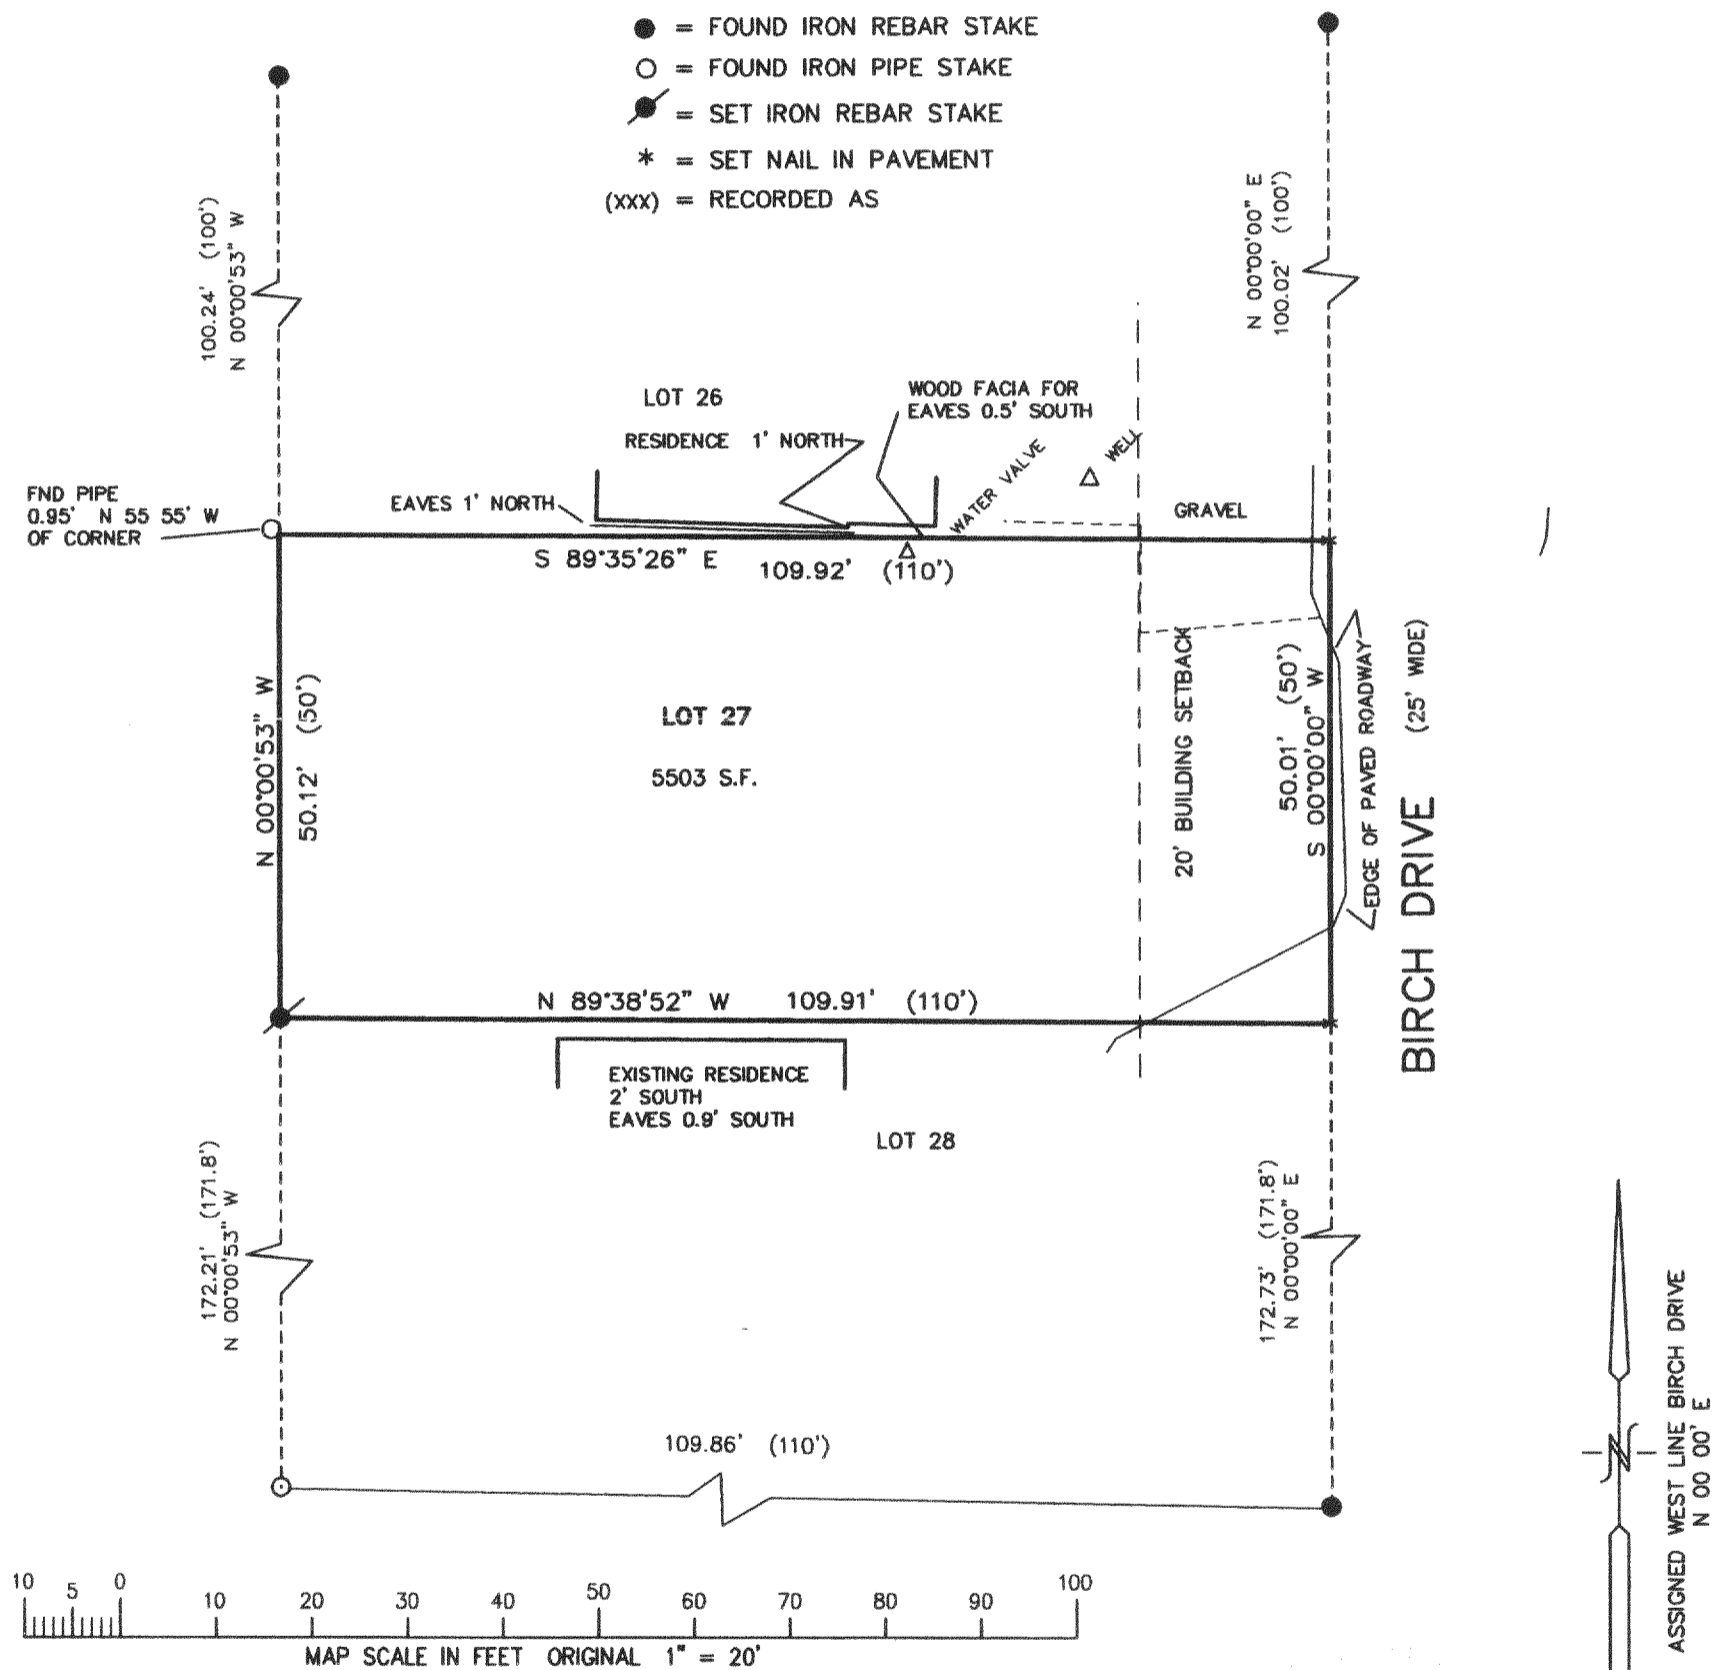 = FOUND IRON REBAR STAKE
= FOUND IRON PIPE STAKE
= SET IRON REBAR STAKE
* = SET NAIL IN PAVEMENT
(XXX) = RECORDED AS
100.24' (100')
N 00°00'53" W
N 00°00'00" E
100.02' (100')
LOT 26
WOOD FACIA FOR
EAVES 0.5' SOUTH
RESIDENCE 1' NORTH
WATER VALVE
WELL
FND PIPE
0.95' N 55 55' W
OF CORNER
EAVES 1' NORTH
GRAVEL
S 89°35'26" E 109.92' (110')
N 00°00'53" W
50.12' (50')
LOT 27
5503 S.F.
20' BUILDING SETBACK
50.01' (50')
S 00°00'00" W
EDGE OF PAVED ROADWAY
BIRCH DRIVE (25' WIDE)
N 89°38'52" W 109.91' (110')
EXISTING RESIDENCE
2' SOUTH
EAVES 0.9' SOUTH
LOT 28
172.21' (171.8')
N 00°00'53" W
172.73' (171.8')
N 00°00'00" E
109.86' (110')
N
ASSIGNED WEST LINE BIRCH DRIVE
N 00 00' E
10 5 0 10 20 30 40 50 60 70 80 90 100
MAP SCALE IN FEET ORIGINAL 1" = 20'